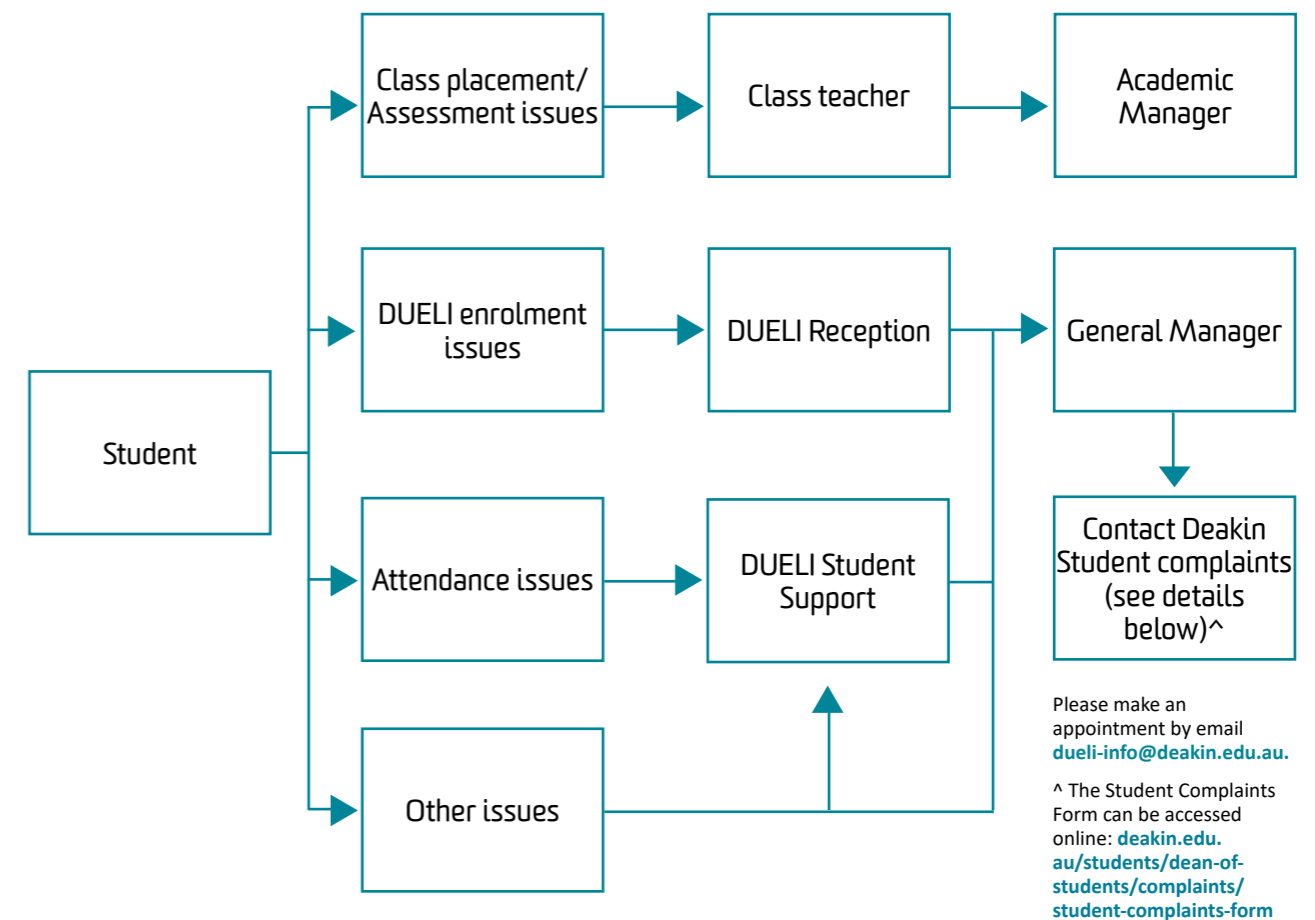 Class placement/
Assessment issues
Class teacher
Academic
Manager
DUELI enrolment
issues
DUELI Reception
General Manager
Student
Attendance issues
DUELI Student
Support
Contact Deakin
Student complaints
(see details
below)^
Other issues
Please make an
appointment by email
dueli-info@deakin.edu.au.
^ The Student Complaints
Form can be accessed
online: deakin.edu.
au/students/dean-of-
students/complaints/
student-complaints-form